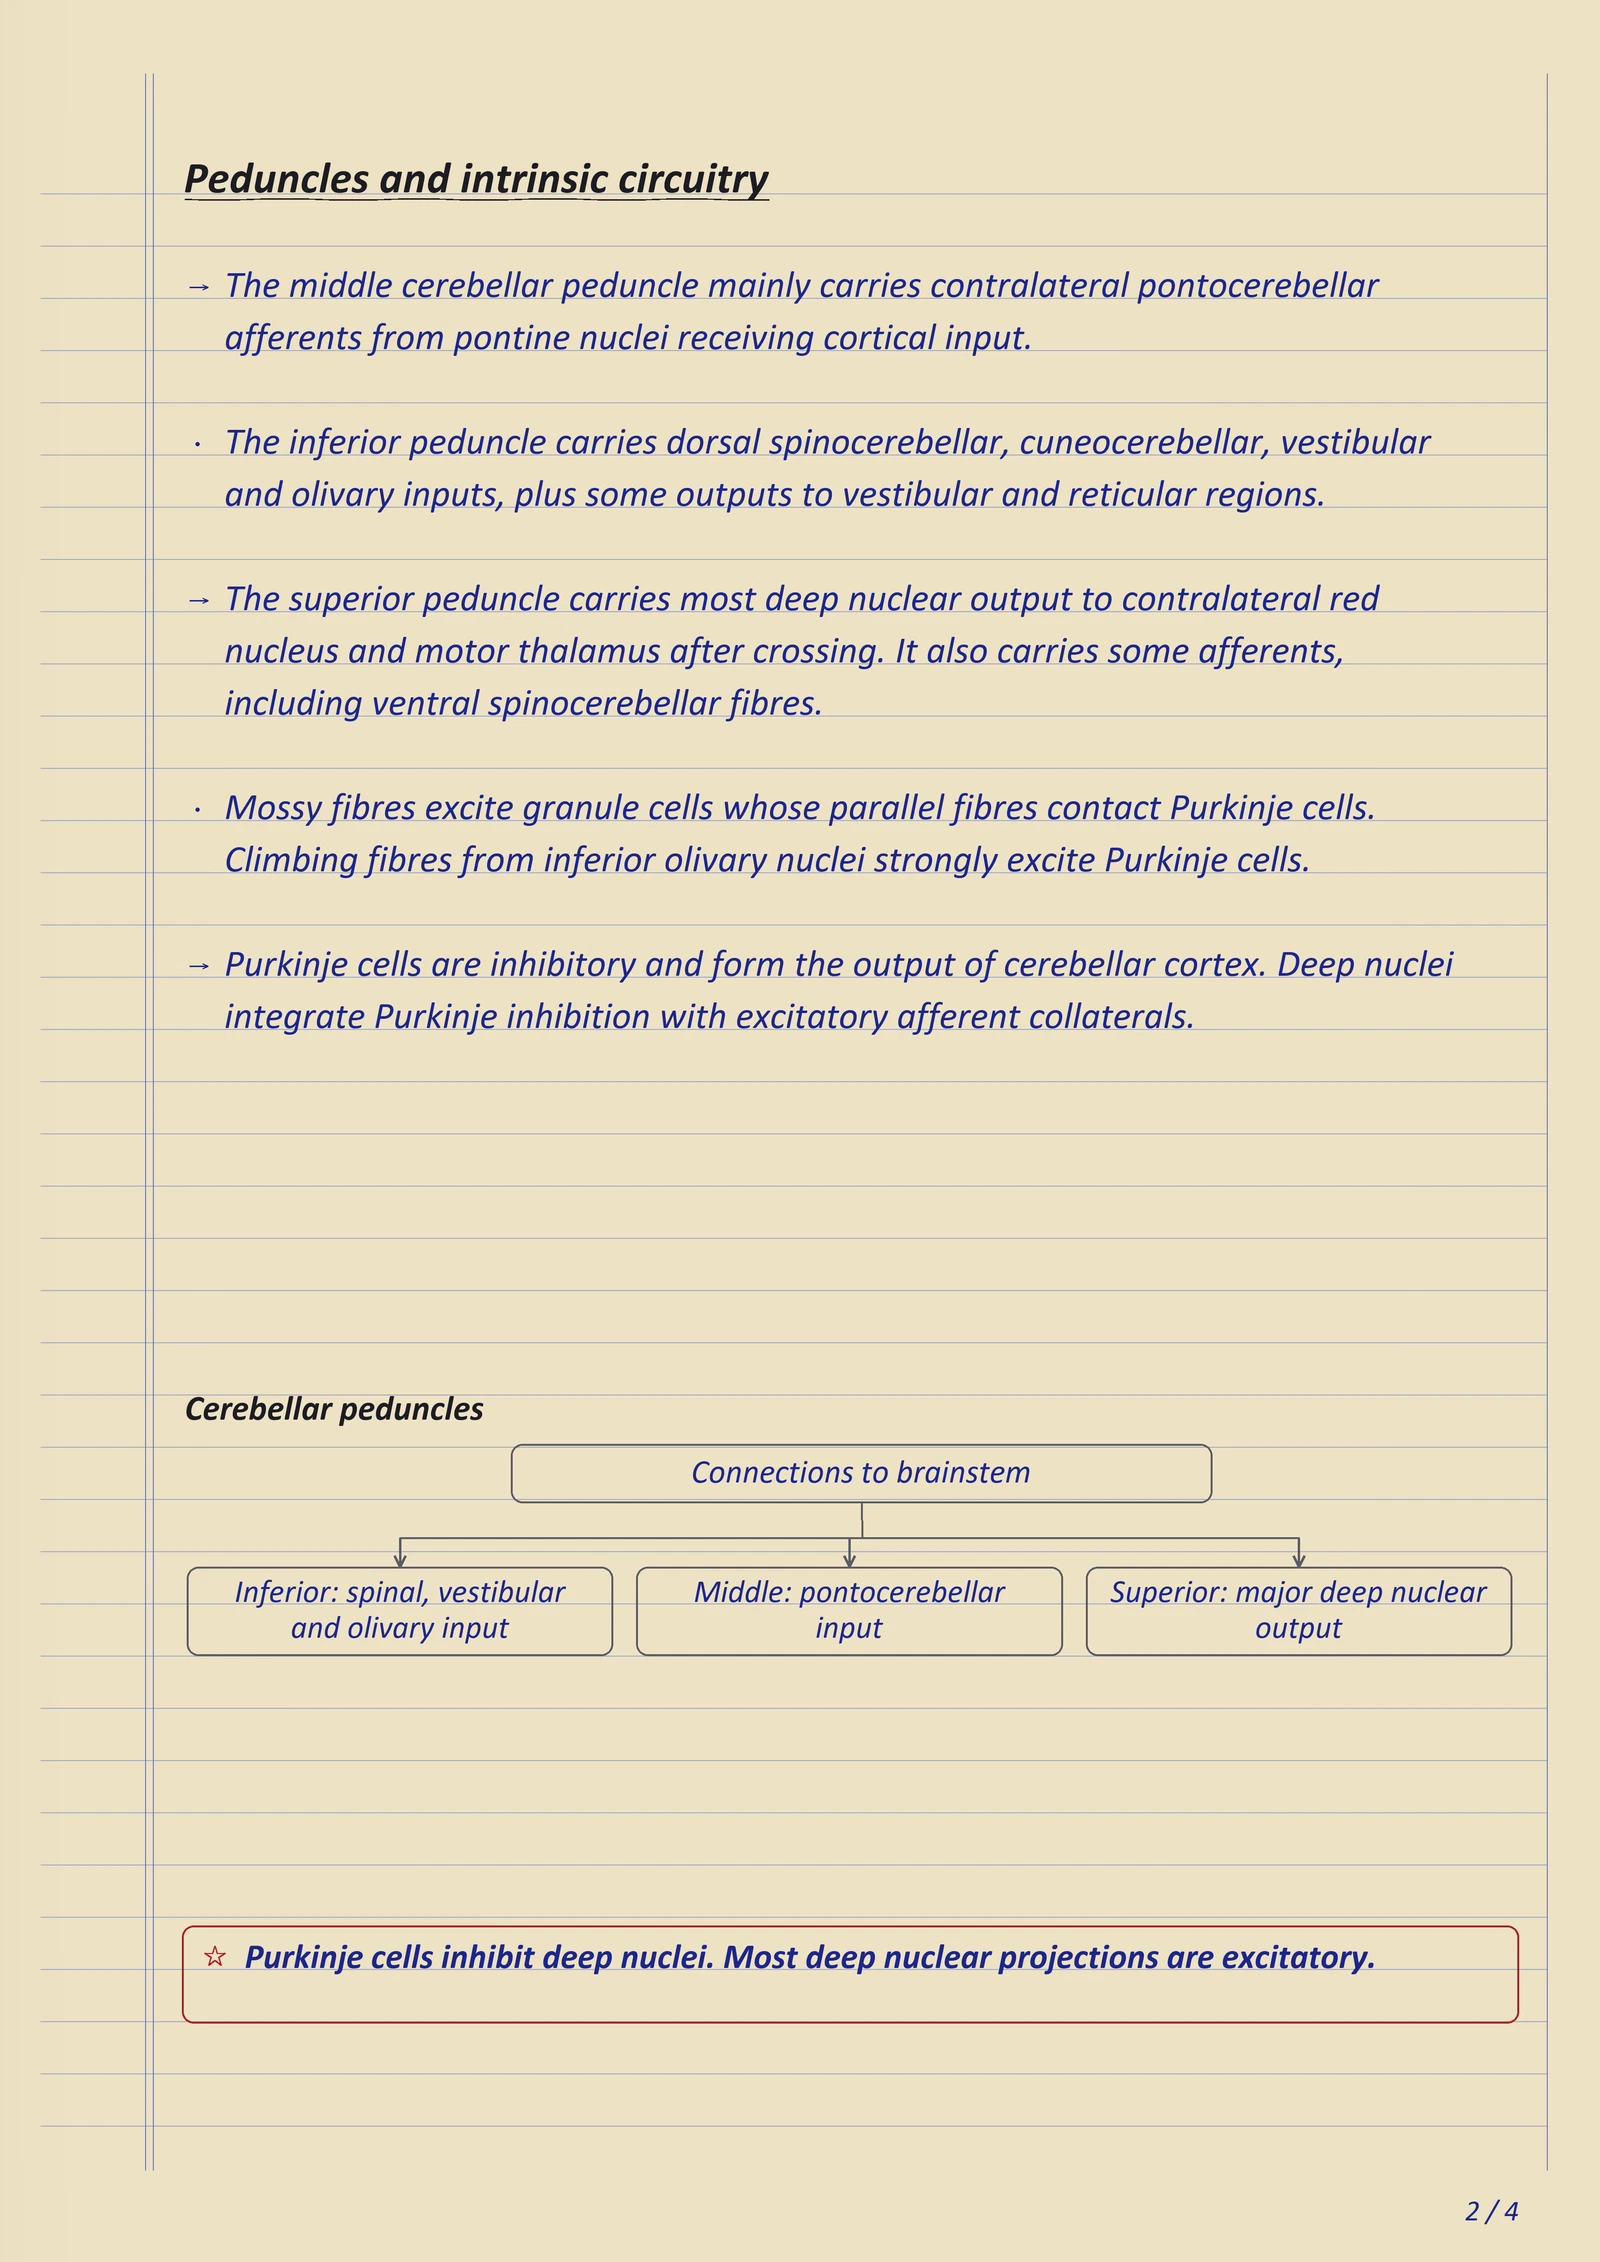 Peduncles and intrinsic circuitry
→ The middle cerebellar peduncle mainly carries contralateral pontocerebellar
afferents from pontine nuclei receiving cortical input.
· The inferior peduncle carries dorsal spinocerebellar, cuneocerebellar, vestibular
and olivary inputs, plus some outputs to vestibular and reticular regions.
→ The superior peduncle carries most deep nuclear output to contralateral red
nucleus and motor thalamus after crossing. It also carries some afferents,
including ventral spinocerebellar fibres.
· Mossy fibres excite granule cells whose parallel fibres contact Purkinje cells.
Climbing fibres from inferior olivary nuclei strongly excite Purkinje cells.
→ Purkinje cells are inhibitory and form the output of cerebellar cortex. Deep nuclei
integrate Purkinje inhibition with excitatory afferent collaterals.
Cerebellar peduncles
Connections to brainstem
Inferior: spinal, vestibular
and olivary input
Middle: pontocerebellar
input
Superior: major deep nuclear
output
☆ Purkinje cells inhibit deep nuclei. Most deep nuclear projections are excitatory.
2 / 4